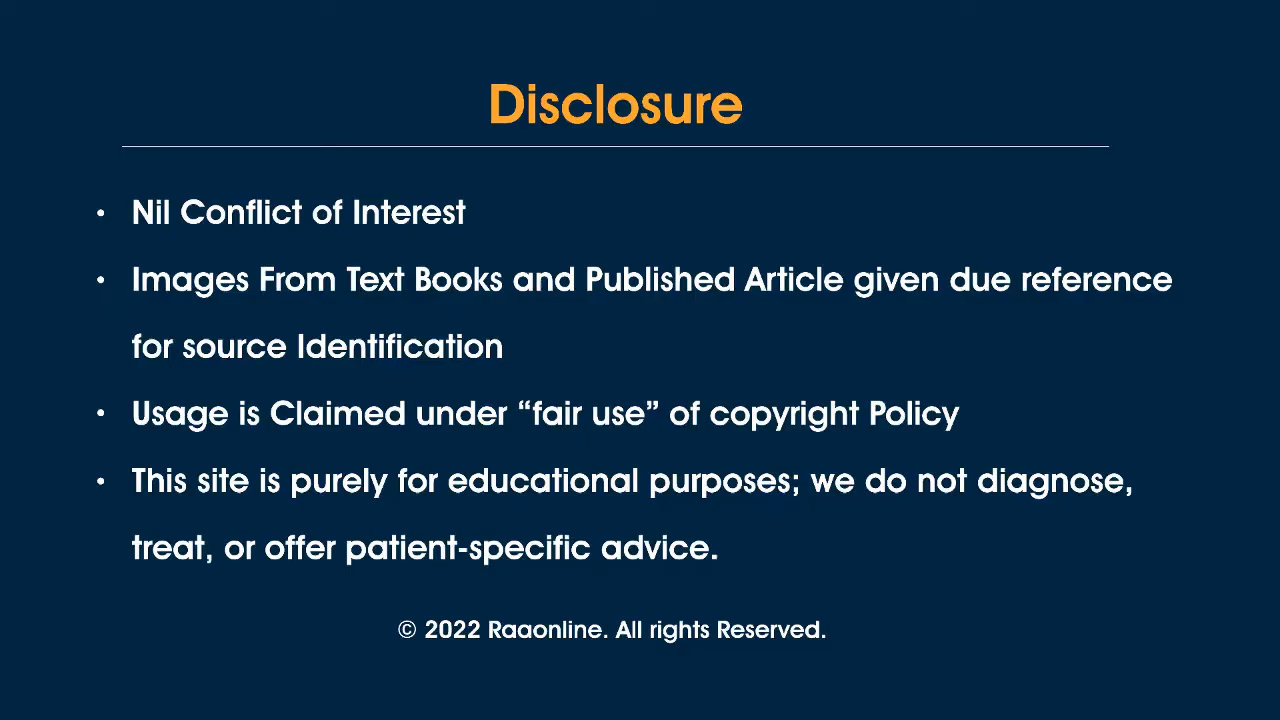 Disclosure
• Nil Conflict of Interest
• Images From Text Books and Published Article given due reference
for source Identification
• Usage is Claimed under “fair use” of copyright Policy
• This site is purely for educational purposes; we do not diagnose,
treat, or offer patient-specific advice.
© 2022 Raaonline. All rights Reserved.